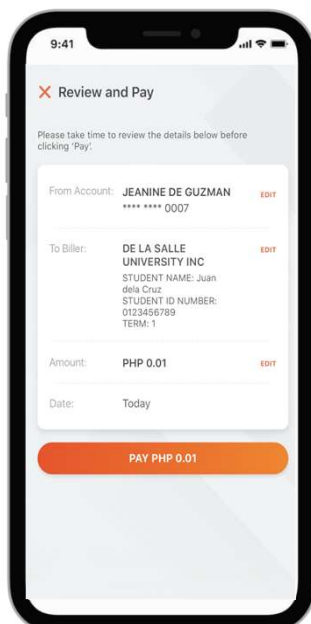 9:41
Review and Pay
Please take time to review the details below before
clicking 'Pay'.
From Account: JEANINE DE GUZMAN EDIT
**** **** 0007
To Biller: DE LA SALLE EDIT
UNIVERSITY INC
STUDENT NAME: Juan
dela Cruz
STUDENT ID NUMBER:
0123456789
TERM: 1
Amount: PHP 0.01 EDIT
Date: Today
PAY PHP 0.01